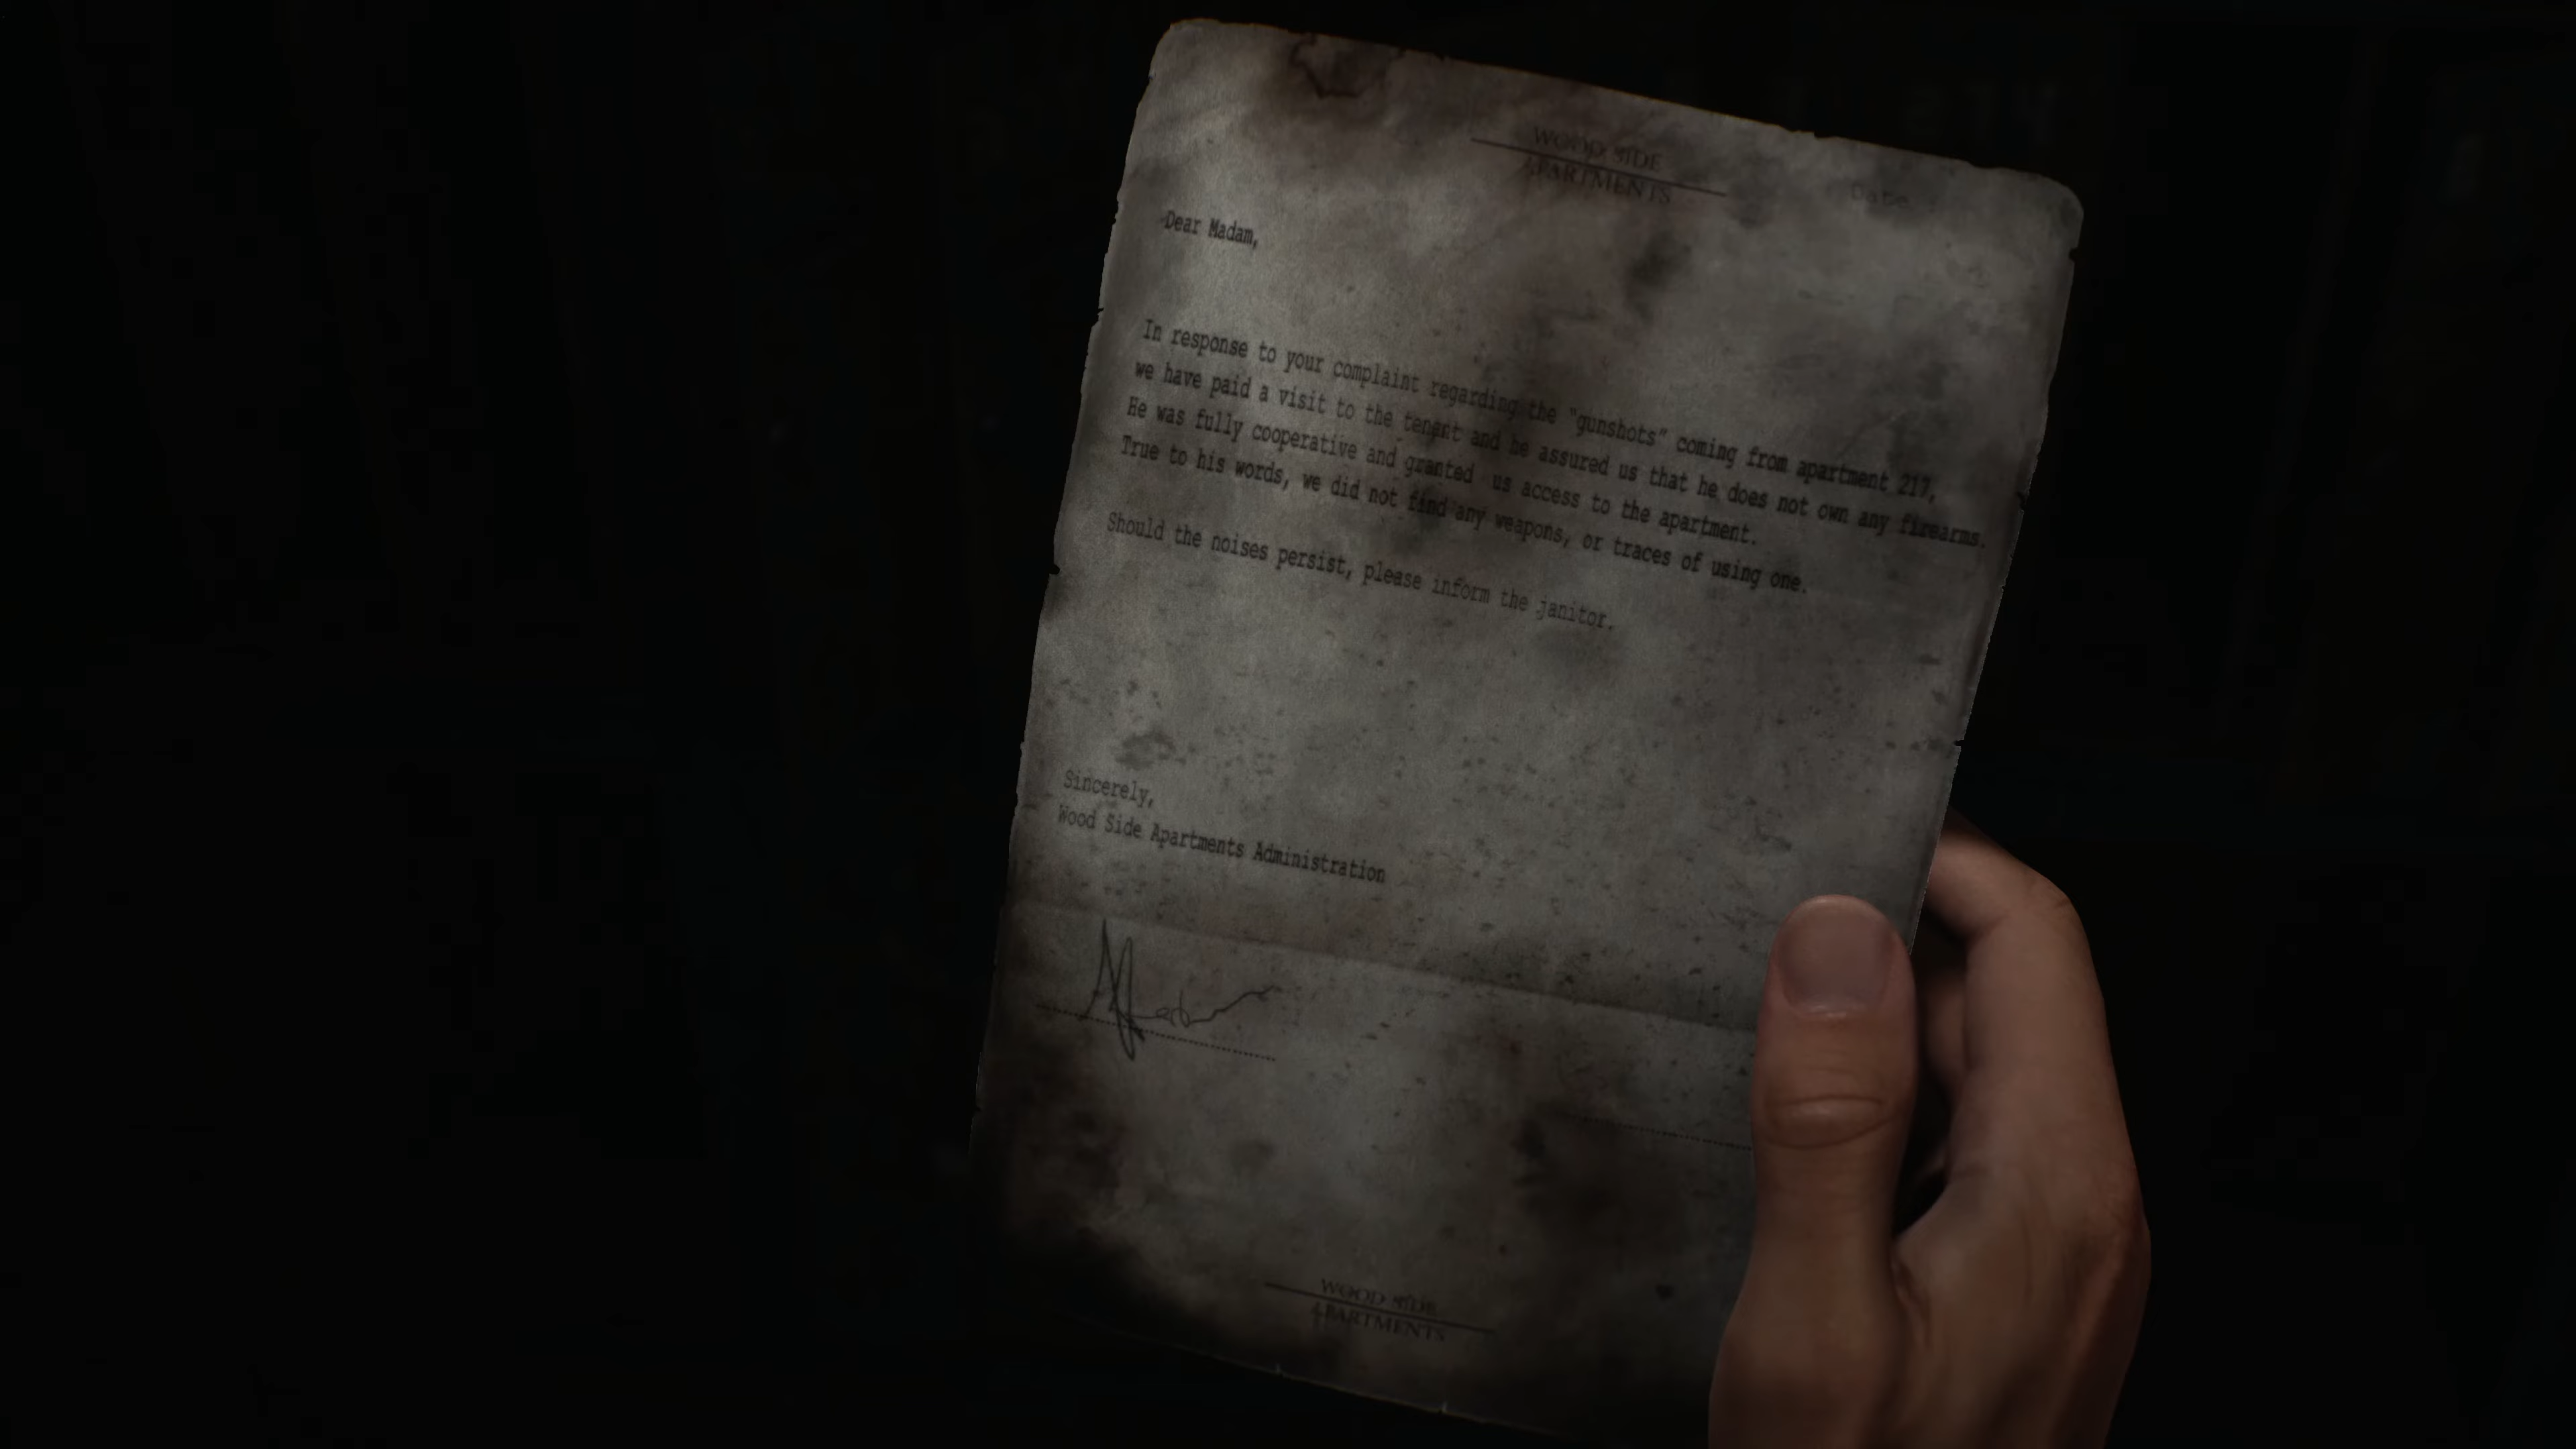 WOOD SIDE
APARTMENTS
Date
Dear Madam,
In response to your complaint regarding the "gunshots" coming from apartment 217,
we have paid a visit to the tenant and he assured us that he does not own any firearms.
He was fully cooperative and granted us access to the apartment.
True to his words, we did not find any weapons, or traces of using one.
Should the noises persist, please inform the janitor.
Sincerely,
Wood Side Apartments Administration
WOOD SIDE
APARTMENTS